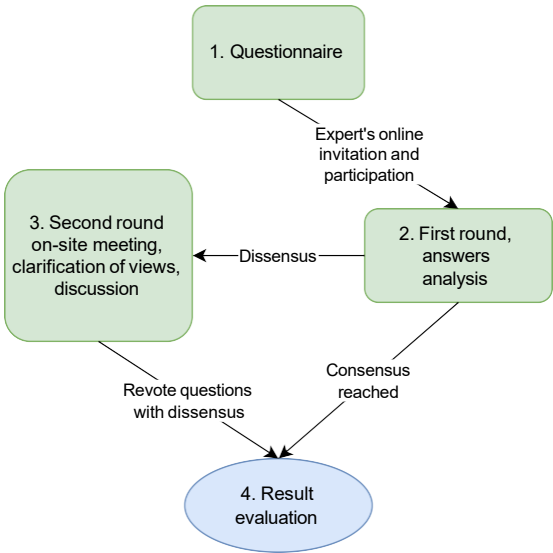 1. Questionnaire
Expert's online
invitation and
participation
2. First round,
answers
analysis
Dissensus
3. Second round
on-site meeting,
clarification of views,
discussion
Consensus
reached
Revote questions
with dissensus
4. Result
evaluation